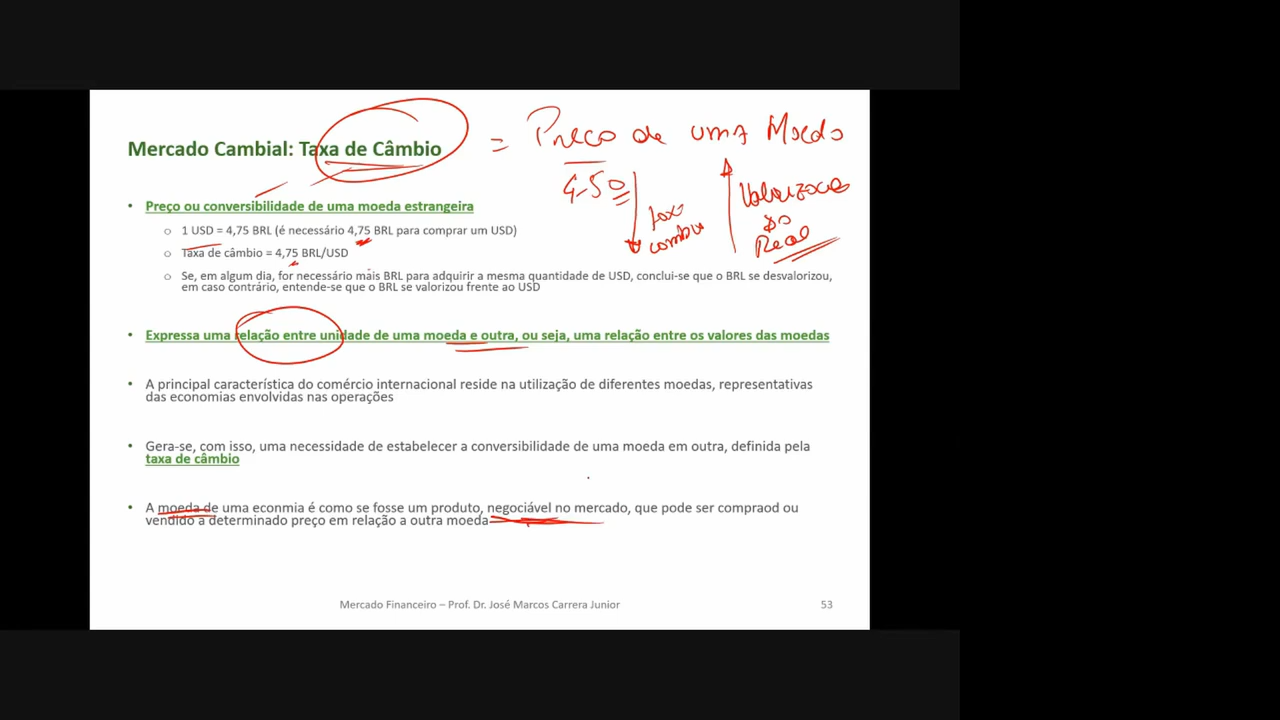 Mercado Cambial: Taxa de Câmbio
= Preço de uma Moeda
4,50
taxa
cambio
Valorização
do
Real
• Preço ou conversibilidade de uma moeda estrangeira
o 1 USD = 4,75 BRL (é necessário 4,75 BRL para comprar um USD)
o Taxa de câmbio = 4,75 BRL/USD
o Se, em algum dia, for necessário mais BRL para adquirir a mesma quantidade de USD, conclui-se que o BRL se desvalorizou,
em caso contrário, entende-se que o BRL se valorizou frente ao USD
• Expressa uma relação entre unidade de uma moeda e outra, ou seja, uma relação entre os valores das moedas
• A principal característica do comércio internacional reside na utilização de diferentes moedas, representativas
das economias envolvidas nas operações
• Gera-se, com isso, uma necessidade de estabelecer a conversibilidade de uma moeda em outra, definida pela
taxa de câmbio
• A moeda de uma econmia é como se fosse um produto, negociável no mercado, que pode ser compraod ou
vendido a determinado preço em relação a outra moeda
Mercado Financeiro – Prof. Dr. José Marcos Carrera Junior
53